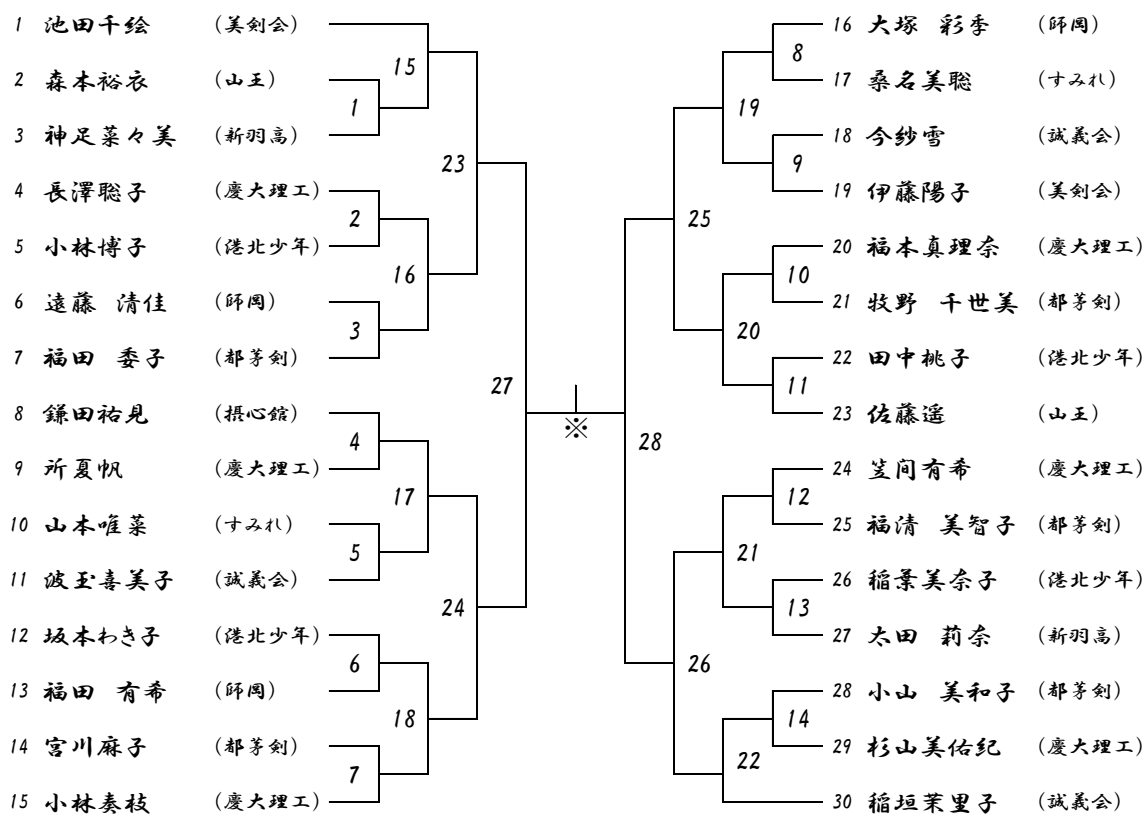 1 池田千絵 (美剣会)
2 森本裕衣 (山王)
3 神足菜々美 (新羽高)
4 長澤聡子 (慶大理工)
5 小林博子 (港北少年)
6 遠藤 清佳 (師岡)
7 福田 委子 (都茅剣)
8 鎌田祐見 (摂心館)
9 所夏帆 (慶大理工)
10 山本唯菜 (すみれ)
11 波玉喜美子 (誠義会)
12 坂本わき子 (港北少年)
13 福田 有希 (師岡)
14 宮川麻子 (都茅剣)
15 小林奏枝 (慶大理工)
15
1
2
16
3
23
4
17
5
24
6
18
7
27
※
28
16 大塚 彩季 (師岡)
17 桑名美聡 (すみれ)
18 今紗雪 (誠義会)
19 伊藤陽子 (美剣会)
20 福本真理奈 (慶大理工)
21 牧野 千世美 (都茅剣)
22 田中桃子 (港北少年)
23 佐藤遥 (山王)
24 笠間有希 (慶大理工)
25 福清 美智子 (都茅剣)
26 稲葉美奈子 (港北少年)
27 太田 莉奈 (新羽高)
28 小山 美和子 (都茅剣)
29 杉山美佑紀 (慶大理工)
30 稲垣茉里子 (誠義会)
8
19
9
25
10
20
11
12
21
13
26
14
22